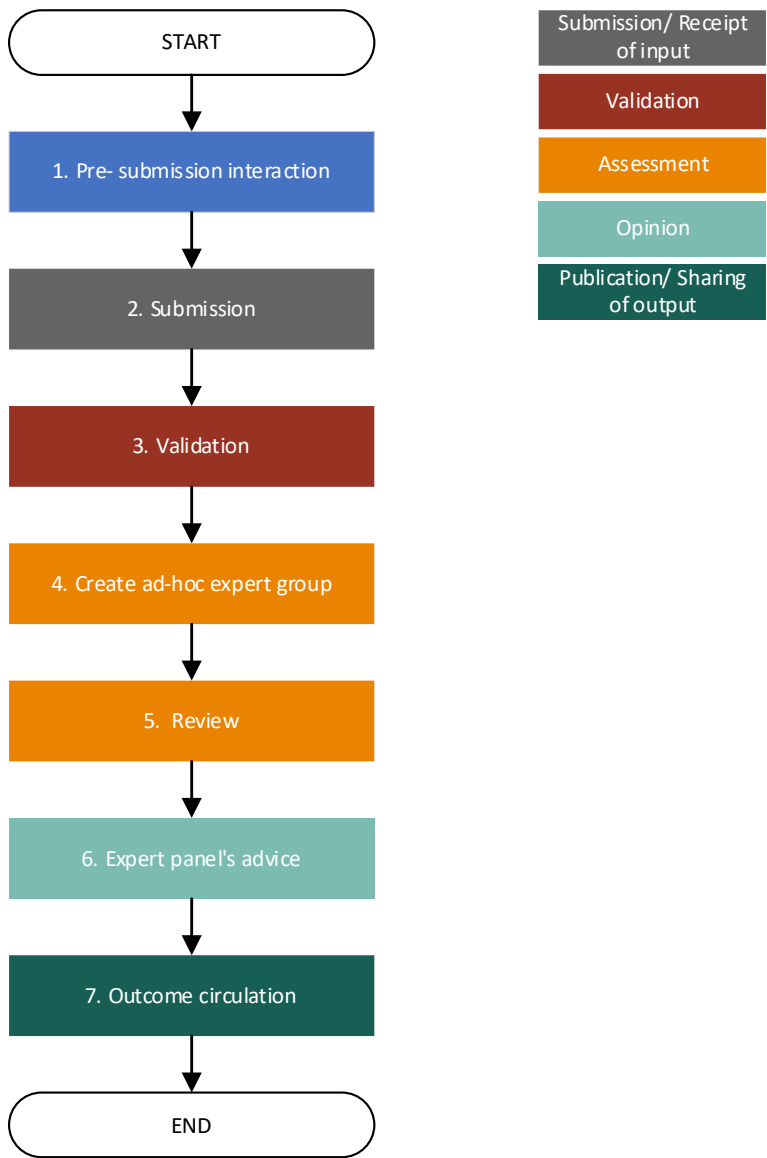 START
1. Pre- submission interaction
2. Submission
3. Validation
4. Create ad-hoc expert group
5. Review
6. Expert panel's advice
7. Outcome circulation
END
Submission/ Receipt
of input
Validation
Assessment
Opinion
Publication/ Sharing
of output